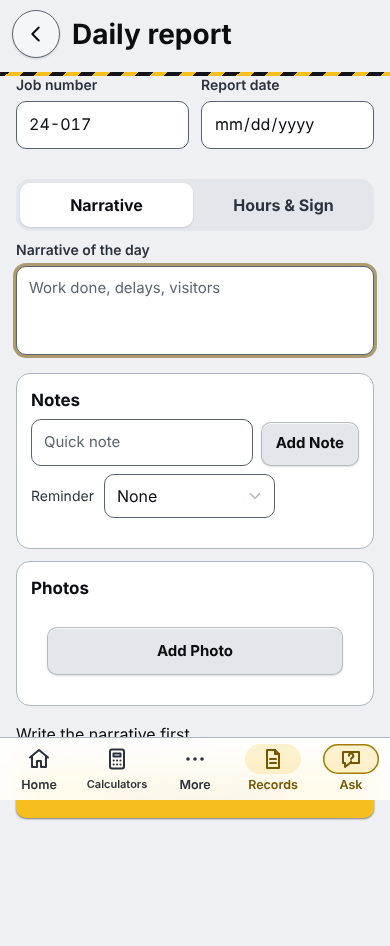 Daily report
Job number
Report date
24-017
mm/dd/yyyy
Narrative
Hours & Sign
Narrative of the day
Work done, delays, visitors
Notes
Quick note
Add Note
Reminder
None
Photos
Add Photo
Write the narrative first
Home
Calculators
More
Records
Ask